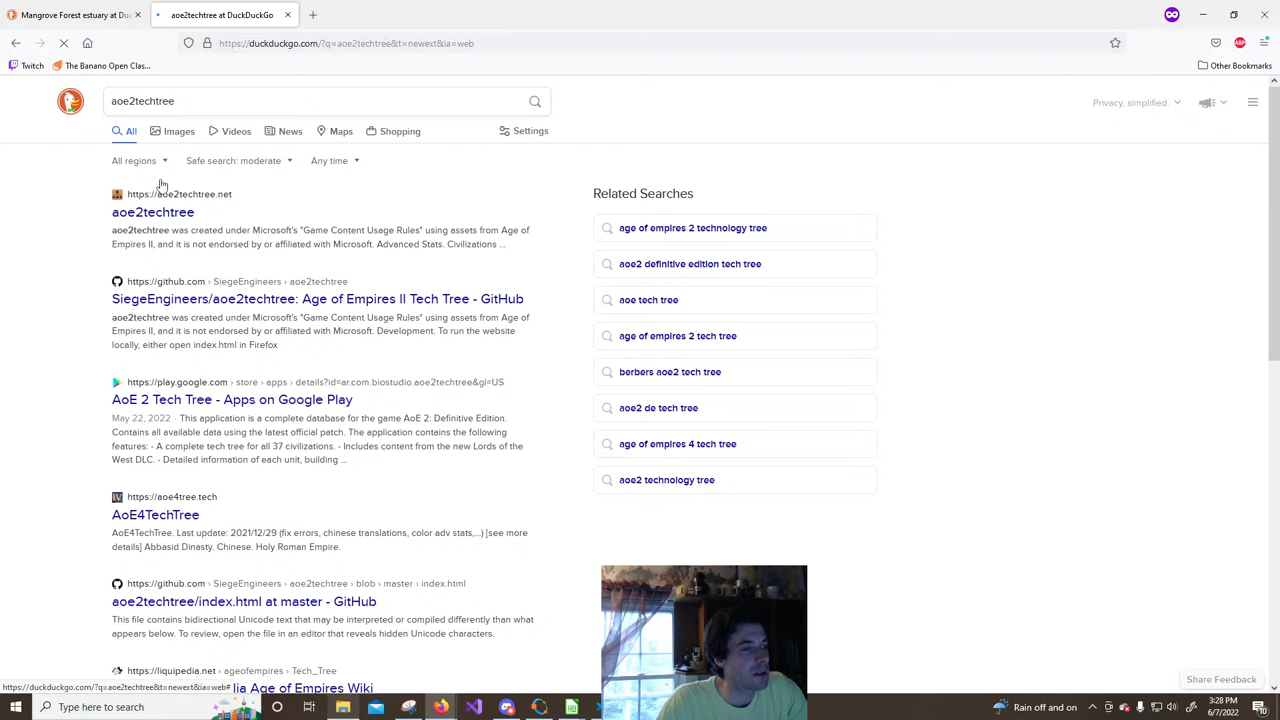 Mangrove Forest estuary at Du
aoe2techtree at DuckDuckGo
https://duckduckgo.com/?q=aoe2techtree&t=newext&ia=web
Twitch
The Banano Open Clas...
Other Bookmarks
aoe2techtree
Privacy, simplified.
All
Images
Videos
News
Maps
Shopping
Settings
All regions
Safe search: moderate
Any time
https://aoe2techtree.net
aoe2techtree
aoe2techtree was created under Microsoft's "Game Content Usage Rules" using assets from Age of
Empires II, and it is not endorsed by or affiliated with Microsoft. Advanced Stats. Civilizations ...
https://github.com › SiegeEngineers › aoe2techtree
SiegeEngineers/aoe2techtree: Age of Empires II Tech Tree - GitHub
aoe2techtree was created under Microsoft's "Game Content Usage Rules" using assets from Age of
Empires II, and it is not endorsed by or affiliated with Microsoft. Development. To run the website
locally, either open index.html in Firefox
https://play.google.com › store › apps › details?id=ar.com.biostudio.aoe2techtree&gl=US
AoE 2 Tech Tree - Apps on Google Play
May 22, 2022 · This application is a complete database for the game AoE 2: Definitive Edition.
Contains all available data using the latest official patch. The application contains the following
features: - A complete tech tree for all 37 civilizations. - Includes content from the new Lords of the
West DLC. - Detailed information of each unit, building ...
https://aoe4tree.tech
AoE4TechTree
AoE4TechTree. Last update: 2021/12/29 (fix errors, chinese translations, color adv stats,...) [see more
details] Abbasid Dinasty. Chinese. Holy Roman Empire.
https://github.com › SiegeEngineers › aoe2techtree › blob › master › index.html
aoe2techtree/index.html at master - GitHub
This file contains bidirectional Unicode text that may be interpreted or compiled differently than what
appears below. To review, open the file in an editor that reveals hidden Unicode characters.
https://liquipedia.net › ageofempires › Tech_Tree
lia Age of Empires Wiki
Related Searches
age of empires 2 technology tree
aoe2 definitive edition tech tree
aoe tech tree
age of empires 2 tech tree
berbers aoe2 tech tree
aoe2 de tech tree
age of empires 4 tech tree
aoe2 technology tree
Share Feedback
https://duckduckgo.com/?q=aoe2techtree&t=newext&ia=web#
Type here to search
Rain off and on
3:28 PM
6/7/2022